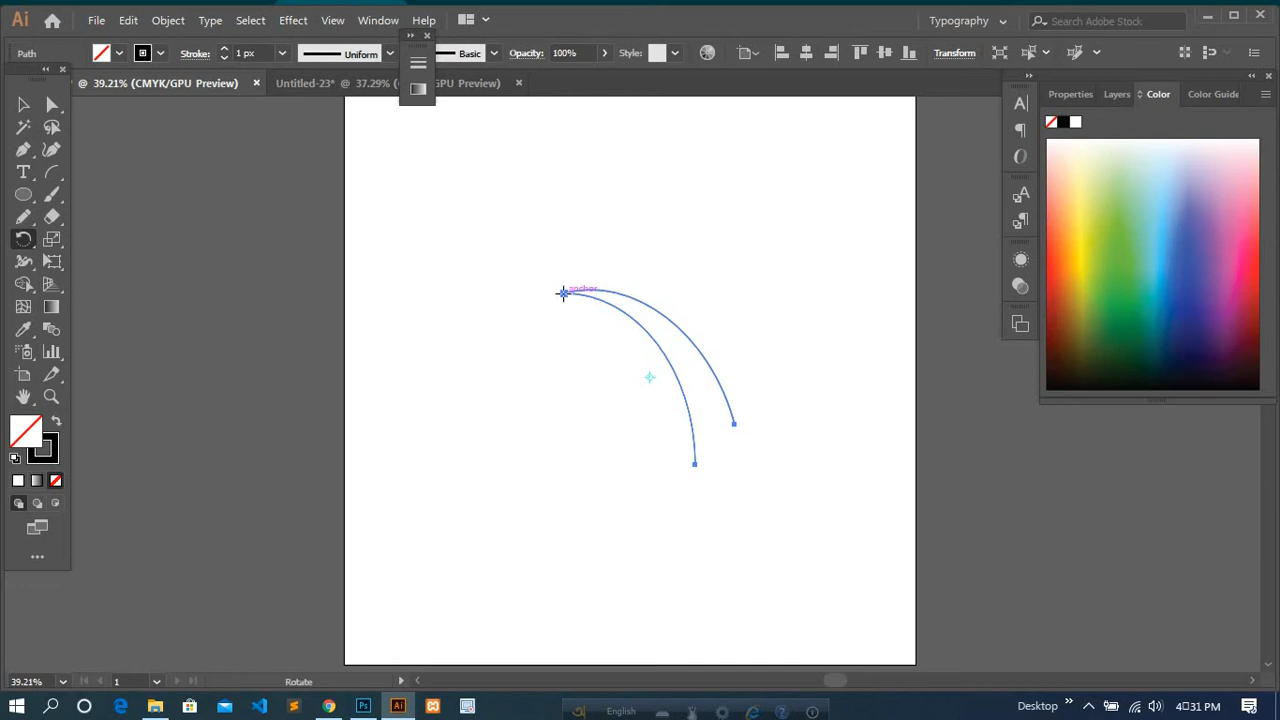 Ai File Edit Object Type Select Effect View Window Help Typography Search Adobe Stock
Path Stroke: 1 px Uniform Basic Opacity: 100% Style: Transform
@ 39.21% (CMYK/GPU Preview) Untitled-23* @ 37.29% ( GPU Preview)
Properties Layers Color Color Guide
anchor
39.21% 1 Rotate
English
Desktop 4:31 PM